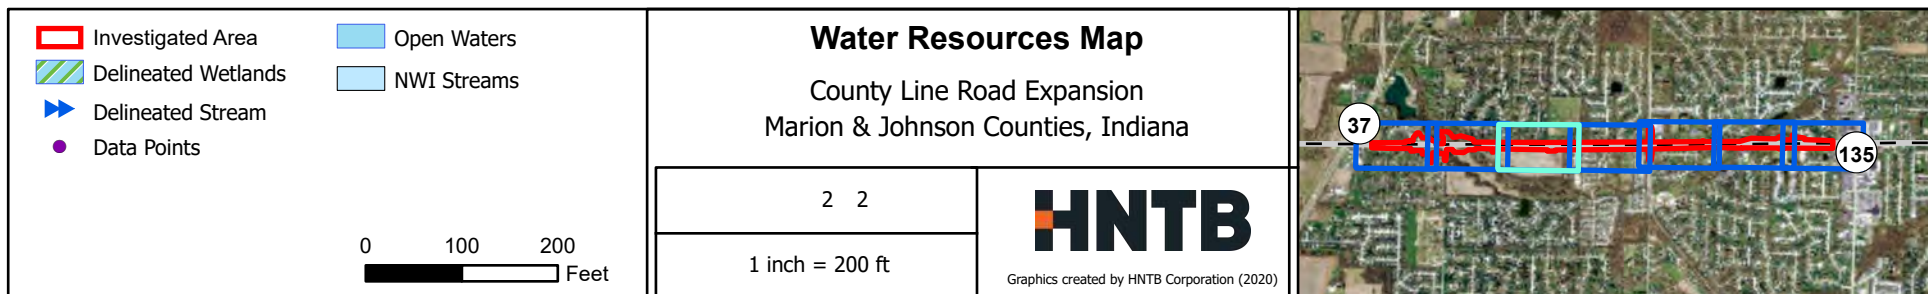 Investigated Area
Delineated Wetlands
Delineated Stream
Data Points
Open Waters
NWI Streams
0 100 200
Feet
Water Resources Map
County Line Road Expansion
Marion & Johnson Counties, Indiana
2 2
1 inch = 200 ft
HNTB
Graphics created by HNTB Corporation (2020)
37
135